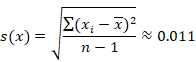 s(x) = √(∑(xᵢ − x̅)² / (n − 1)) ≈ 0.011